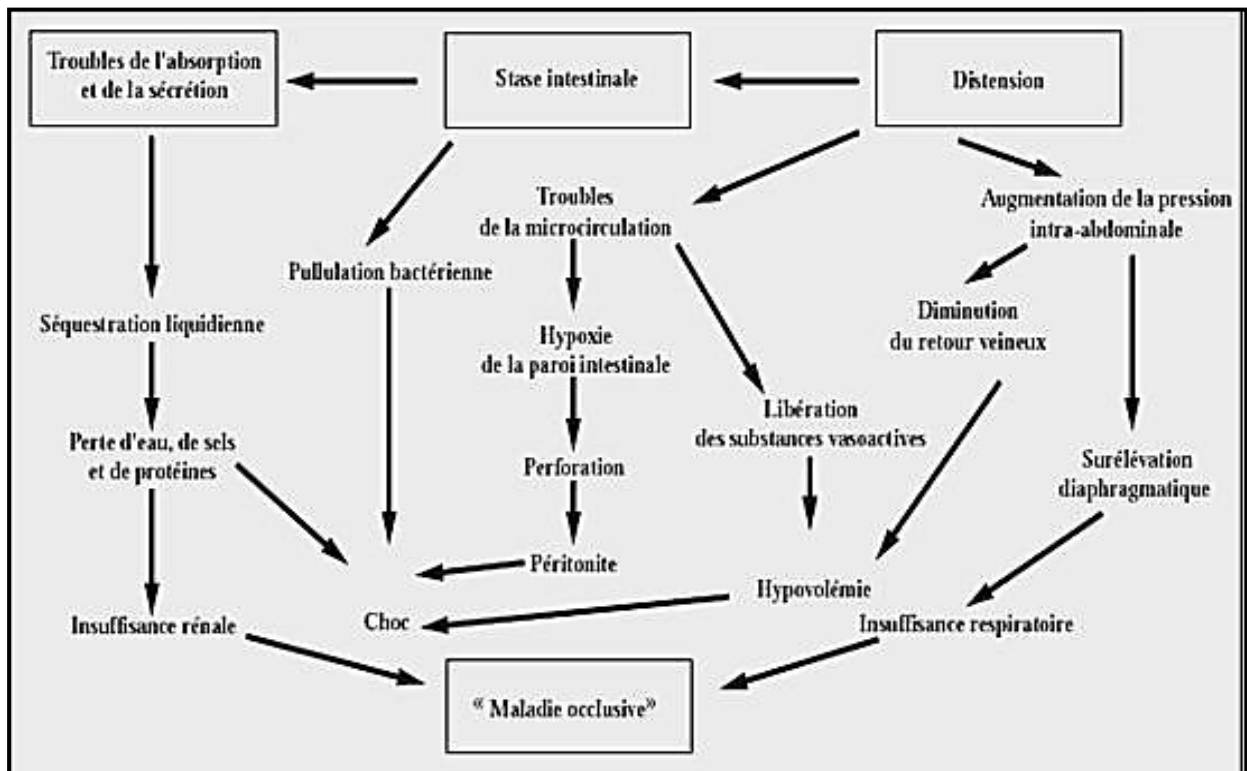 Troubles de l'absorption
et de la sécrétion
Stase intestinale
Distension
Troubles
de la microcirculation
Augmentation de la pression
intra-abdominale
Pullulation bactérienne
Séquestration liquidienne
Hypoxie
de la paroi intestinale
Diminution
du retour veineux
Libération
des substances vasoactives
Perte d'eau, de sels
et de protéines
Perforation
Surélévation
diaphragmatique
Péritonite
Hypovolémie
Insuffisance rénale
Choc
Insuffisance respiratoire
« Maladie occlusive»